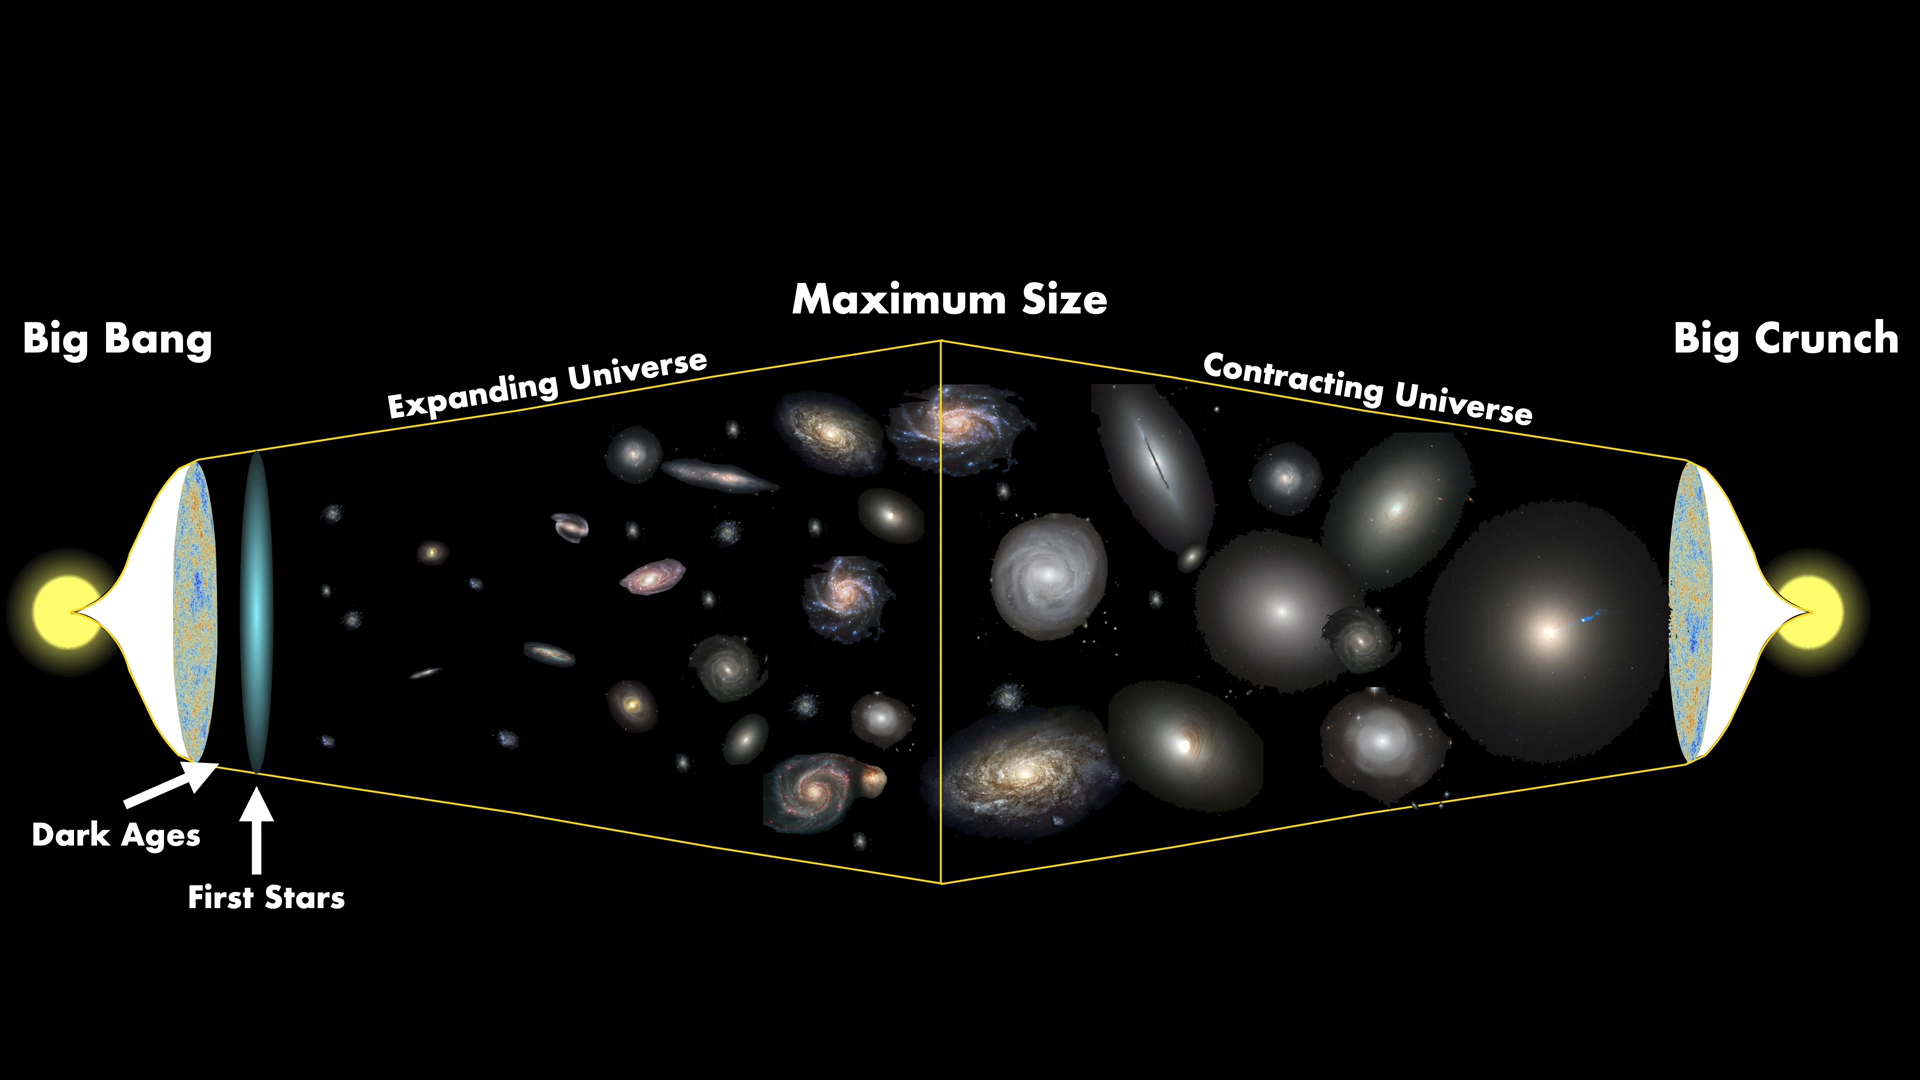 Maximum Size
Big Bang
Big Crunch
Expanding Universe
Contracting Universe
Dark Ages
First Stars